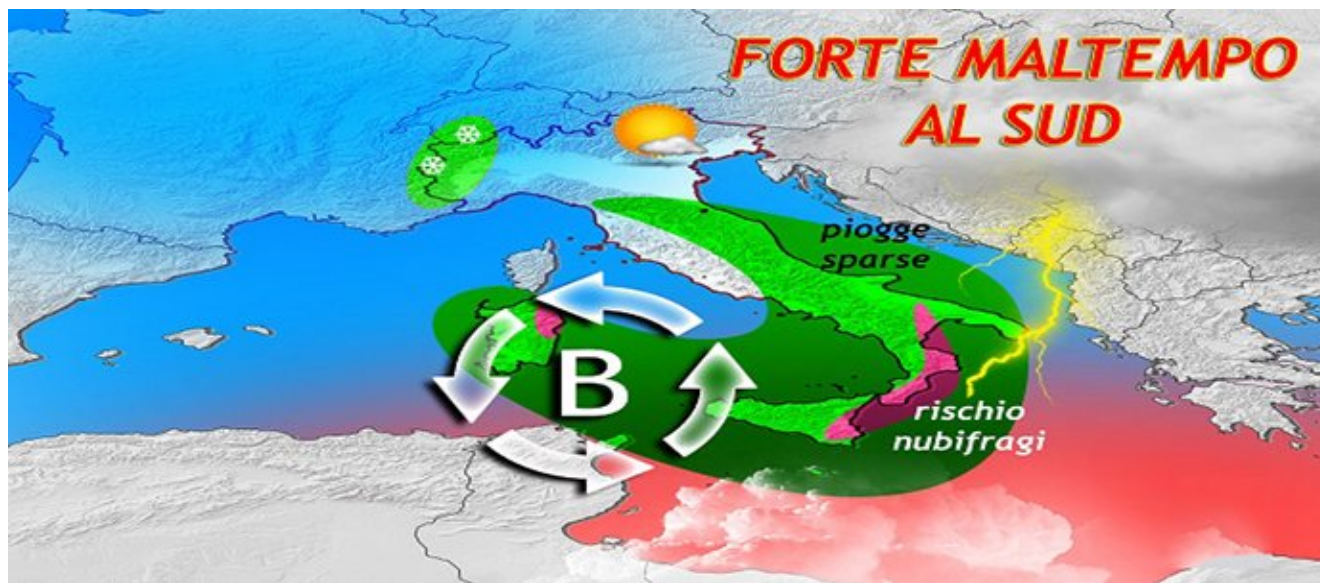 FORTE MALTEMPO
AL SUD
piogge
sparse
B
rischio
nubifragi